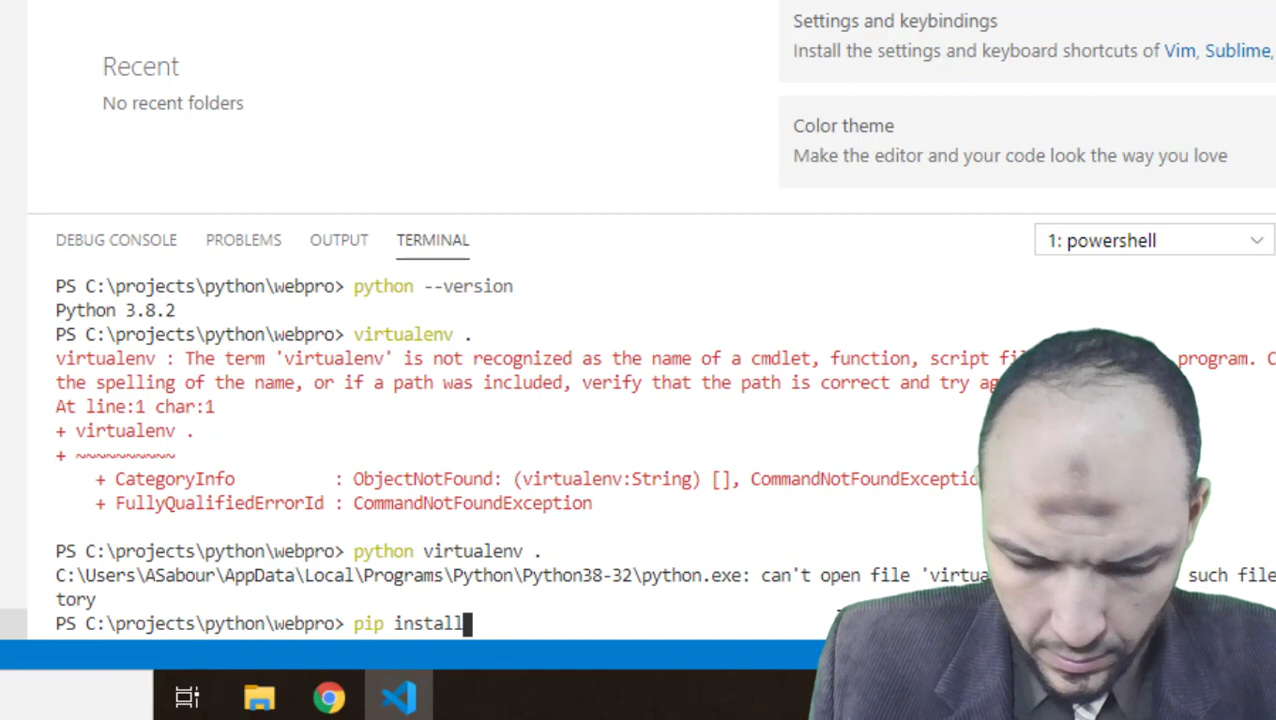 Settings and keybindings
Install the settings and keyboard shortcuts of Vim, Sublime,
Recent
No recent folders
Color theme
Make the editor and your code look the way you love
DEBUG CONSOLE PROBLEMS OUTPUT TERMINAL
1: powershell
PS C:\projects\python\webpro> python --version
Python 3.8.2
PS C:\projects\python\webpro> virtualenv .
virtualenv : The term 'virtualenv' is not recognized as the name of a cmdlet, function, script program.
the spelling of the name, or if a path was included, verify that the path is correct and try
At line:1 char:1
+ virtualenv .
+ ~~~~~~~~~~
+ CategoryInfo : ObjectNotFound: (virtualenv:String) [], CommandNotFoundExceptio
+ FullyQualifiedErrorId : CommandNotFoundException
PS C:\projects\python\webpro> python virtualenv .
C:\Users\ASabour\AppData\Local\Programs\Python\Python38-32\python.exe: can't open file 'virtua such file
tory
PS C:\projects\python\webpro> pip install